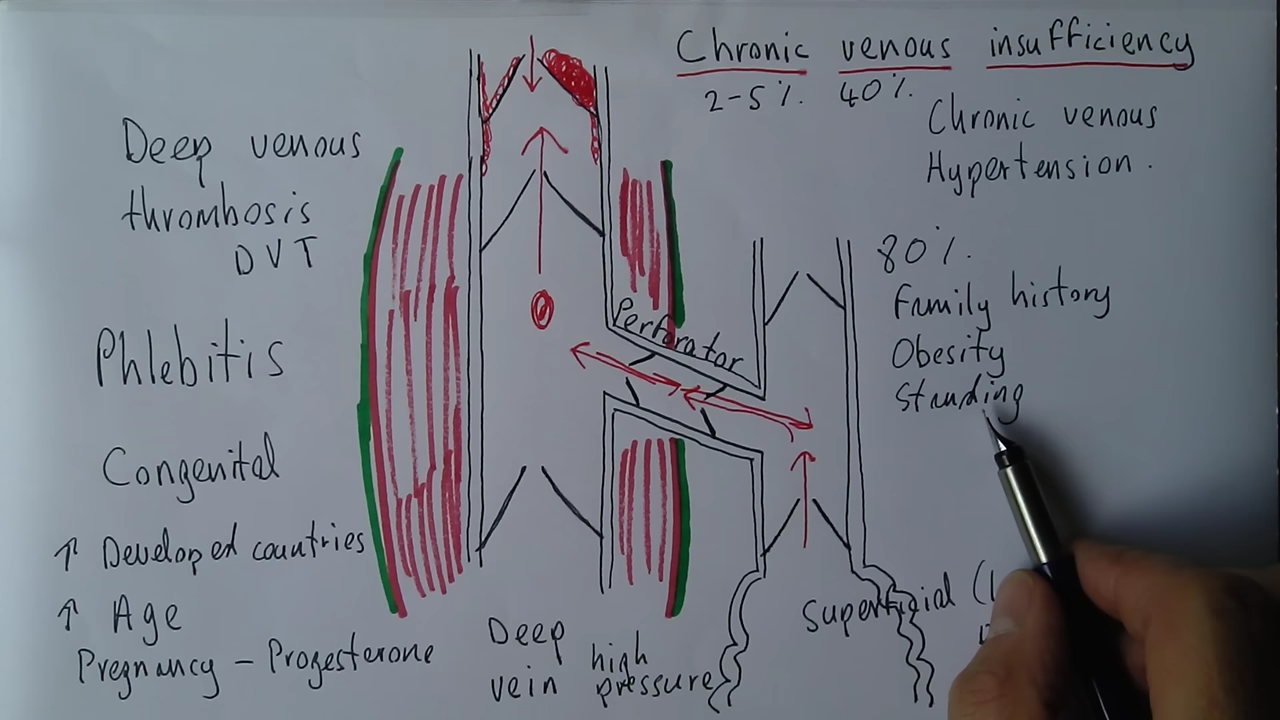 Chronic venous insufficiency
2-5%. 40%.
Chronic venous
Hypertension.
Deep venous
thrombosis
DVT
Phlebitis
Congenital
↑ Developed countries
↑ Age
Pregnancy - Progesterone
Perforator
80%.
Family history
Obesity
Standing
Deep
vein
high
pressure
Superficial (